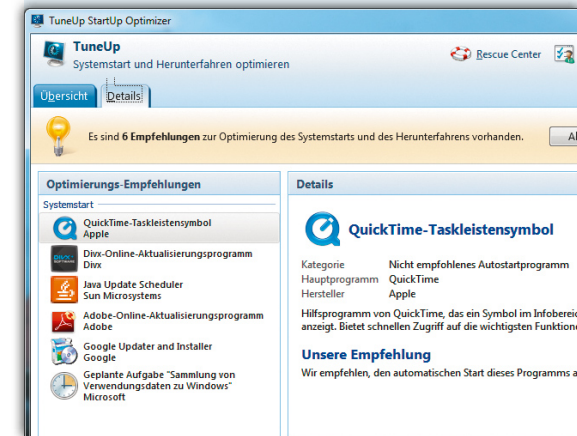 TuneUp StartUp Optimizer
TuneUp
Systemstart und Herunterfahren optimieren
Rescue Center
Übersicht
Details
Es sind 6 Empfehlungen zur Optimierung des Systemstarts und des Herunterfahrens vorhanden.
Optimierungs-Empfehlungen
Systemstart
QuickTime-Taskleistensymbol
Apple
Divx-Online-Aktualisierungsprogramm
Divx
Java Update Scheduler
Sun Microsystems
Adobe-Online-Aktualisierungsprogramm
Adobe
Google Updater and Installer
Google
Geplante Aufgabe "Sammlung von
Verwendungsdaten zu Windows"
Microsoft
Details
QuickTime-Taskleistensymbol
Kategorie Nicht empfohlenes Autostartprogramm
Hauptprogramm QuickTime
Hersteller Apple
Hilfsprogramm von QuickTime, das ein Symbol im
anzeigt. Bietet schnellen Zugriff auf die wichtigsten
Unsere Empfehlung
Wir empfehlen, den automatischen Start dieses Programms